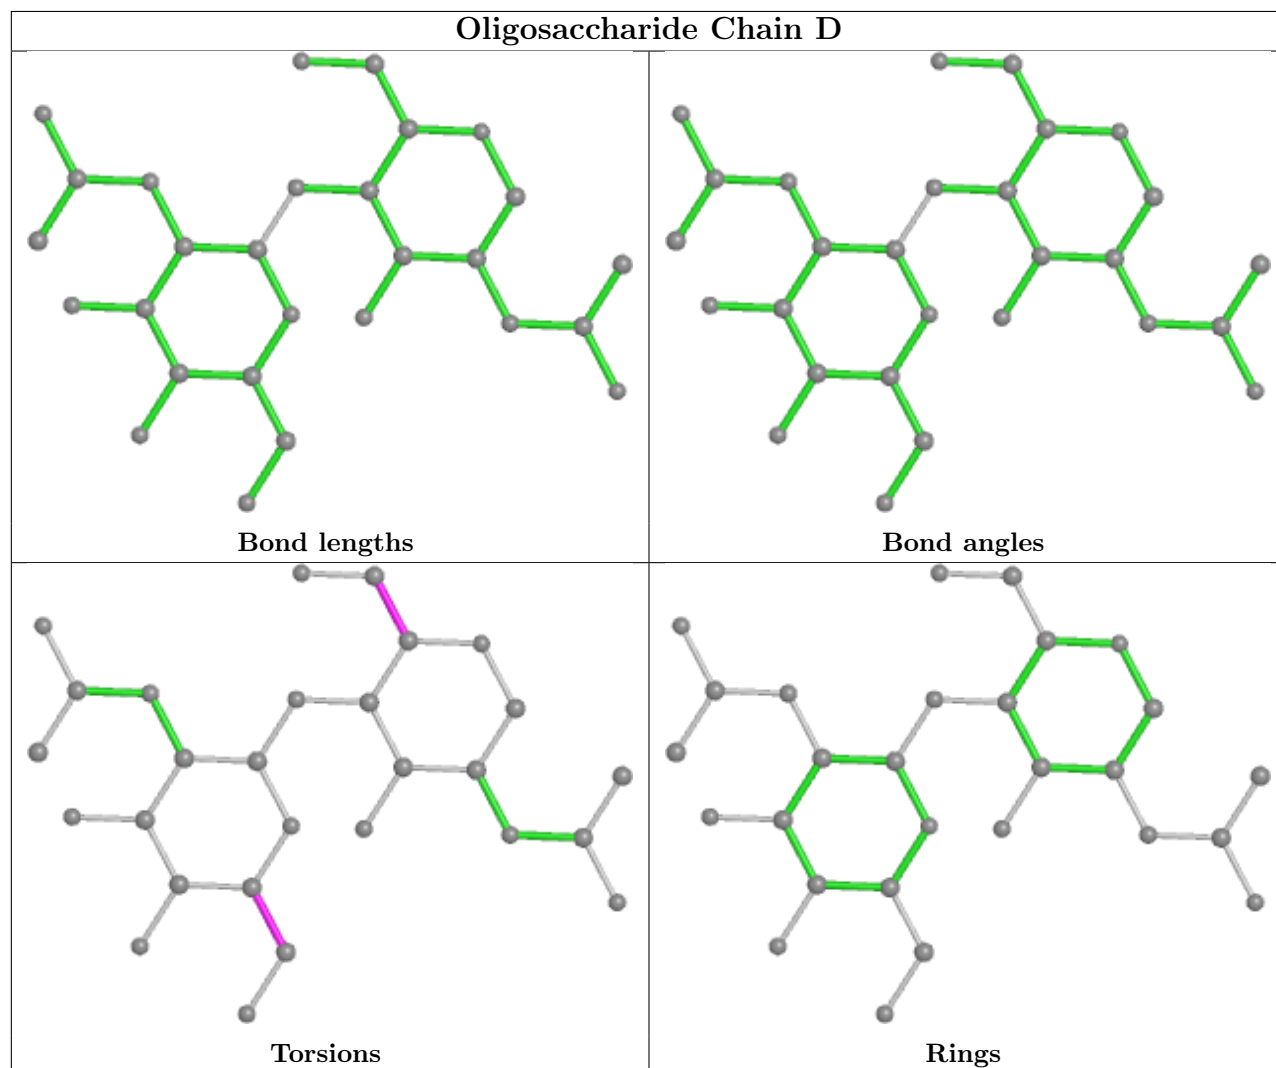 Oligosaccharide Chain D
Bond lengths
Bond angles
Torsions
Rings